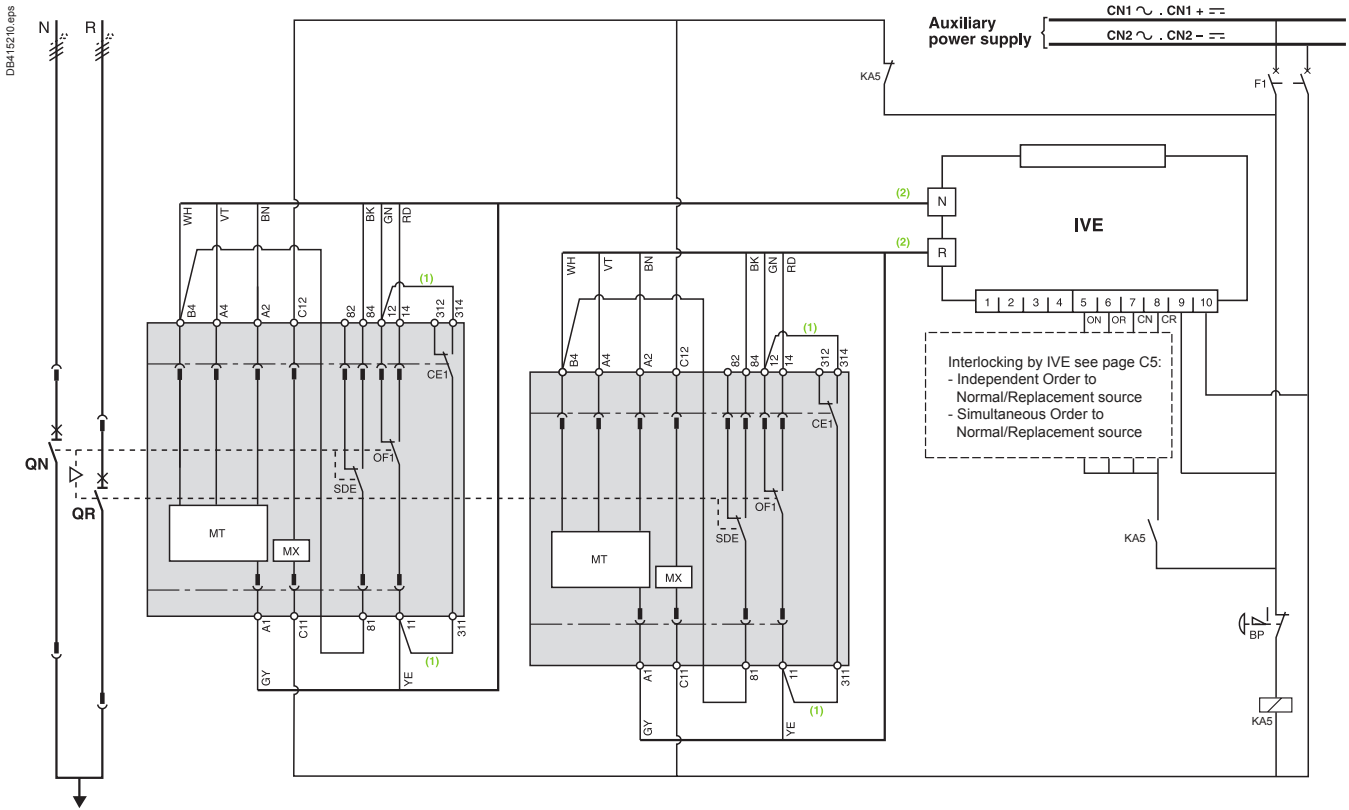 DB415210.eps
N
R
Auxiliary
power supply
CN1 ∿ . CN1 + ⎓
CN2 ∿ . CN2 – ⎓
KA5
F1
(2)
N
IVE
(2)
R
1 2 3 4 5 6 7 8 9 10
ON OR CN CR
Interlocking by IVE see page C5:
- Independent Order to
Normal/Replacement source
- Simultaneous Order to
Normal/Replacement source
WH VT BN BK GN RD
(1)
B4 A4 A2 C12 82 84 12 14 312 314
CE1
OF1
SDE
MT
MX
A1 C11 81 11 311
(1)
GY YE
WH VT BN BK GN RD
(1)
B4 A4 A2 C12 82 84 12 14 312 314
CE1
OF1
SDE
MT
MX
A1 C11 81 11 311
(1)
GY YE
QN
QR
KA5
BP
KA5